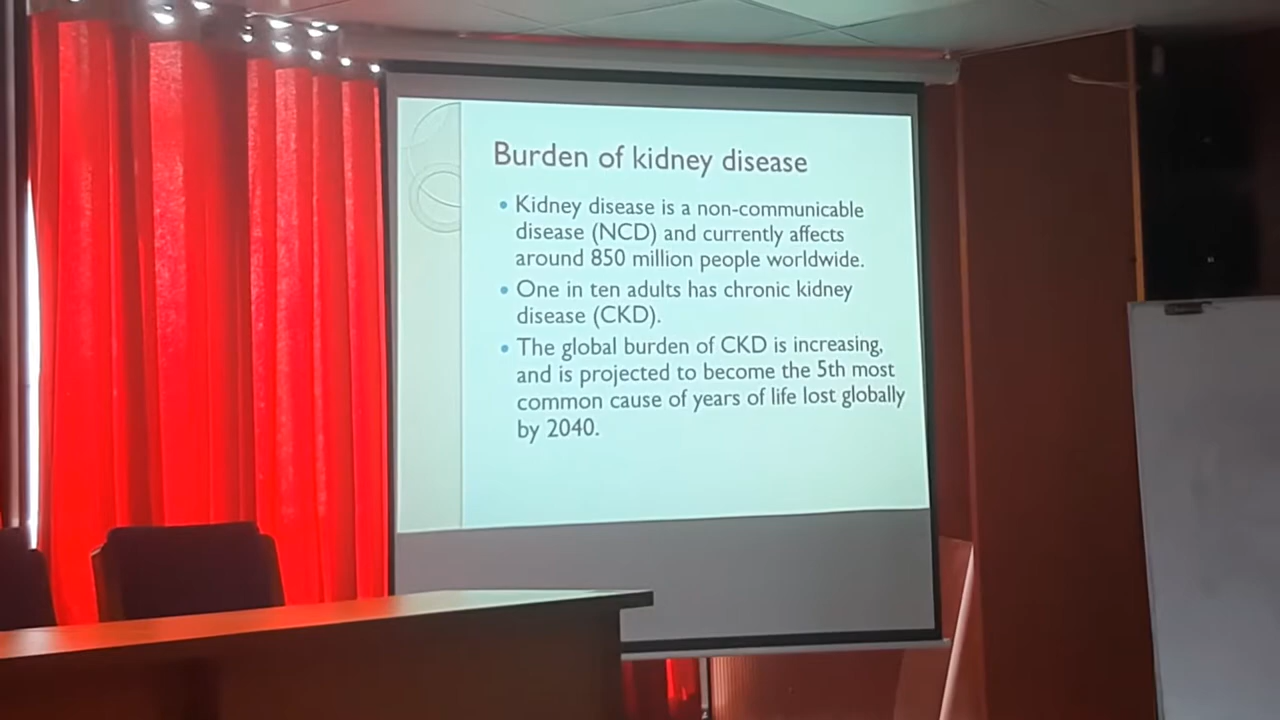 Burden of kidney disease
• Kidney disease is a non-communicable
disease (NCD) and currently affects
around 850 million people worldwide.
• One in ten adults has chronic kidney
disease (CKD).
• The global burden of CKD is increasing,
and is projected to become the 5th most
common cause of years of life lost globally
by 2040.